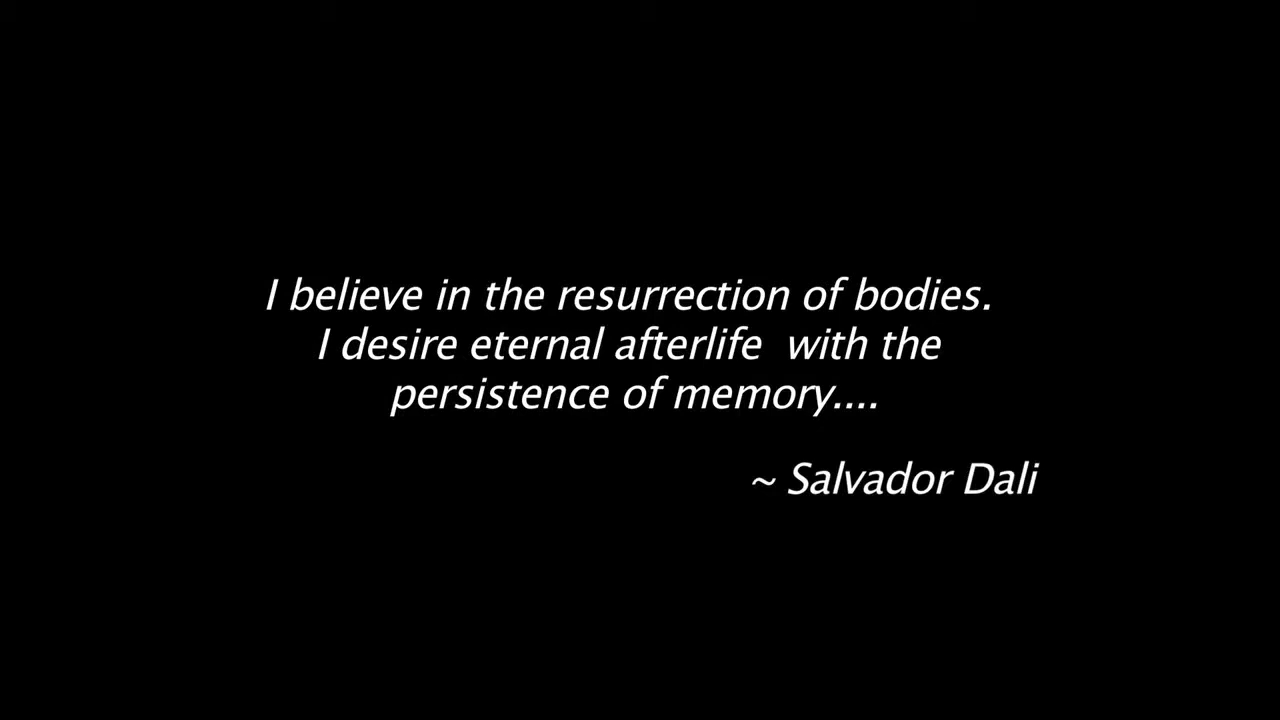 I believe in the resurrection of bodies.
I desire eternal afterlife  with the
persistence of memory....
~ Salvador Dali